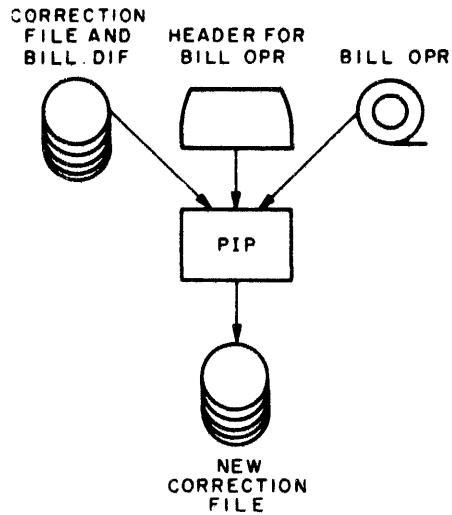 CORRECTION
FILE AND
BILL.DIF
HEADER FOR
BILL OPR
BILL OPR
PIP
NEW
CORRECTION
FILE